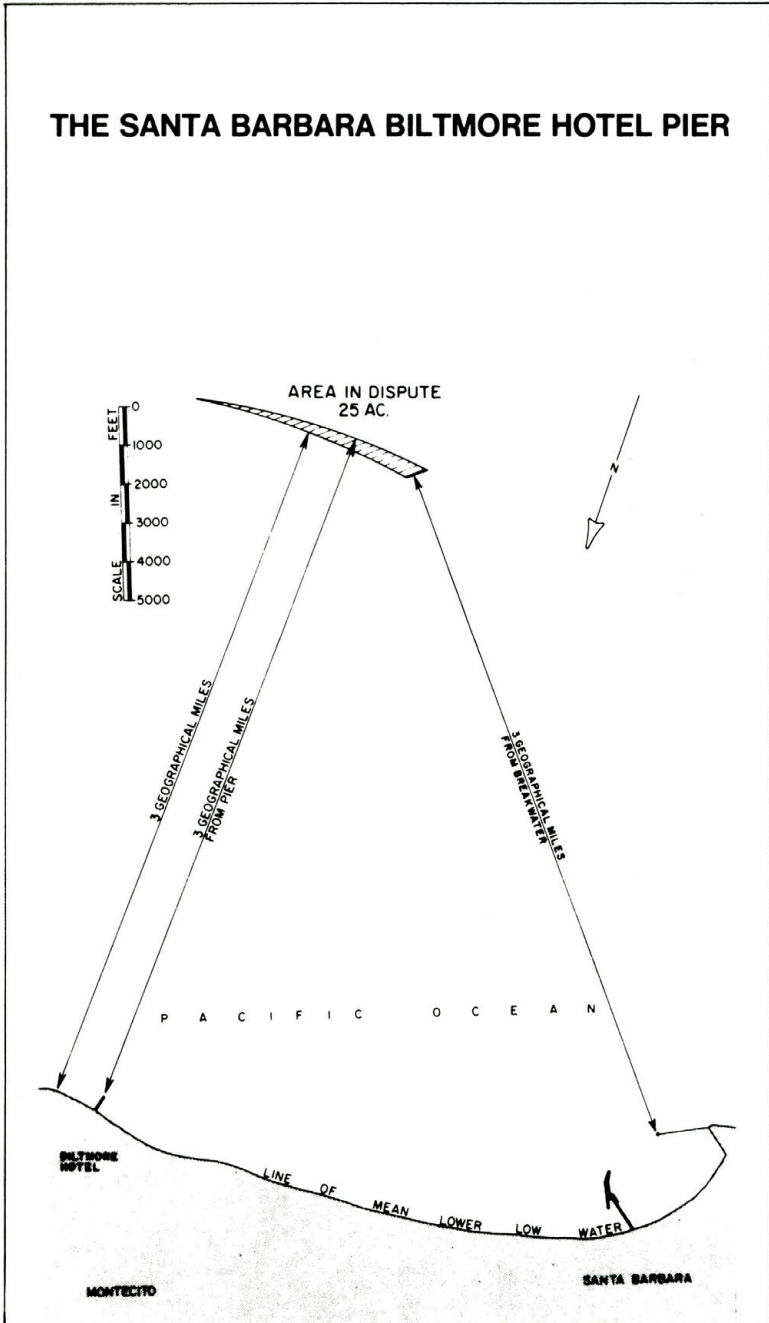 THE SANTA BARBARA BILTMORE HOTEL PIER
AREA IN DISPUTE
25 AC.
SCALE IN FEET
0
1000
2000
3000
4000
5000
N
3 GEOGRAPHICAL MILES
3 GEOGRAPHICAL MILES
FROM PIER
3 GEOGRAPHICAL MILES
FROM BREAKWATER
PACIFIC OCEAN
BILTMORE
HOTEL
LINE OF MEAN LOWER LOW WATER
MONTECITO
SANTA BARBARA